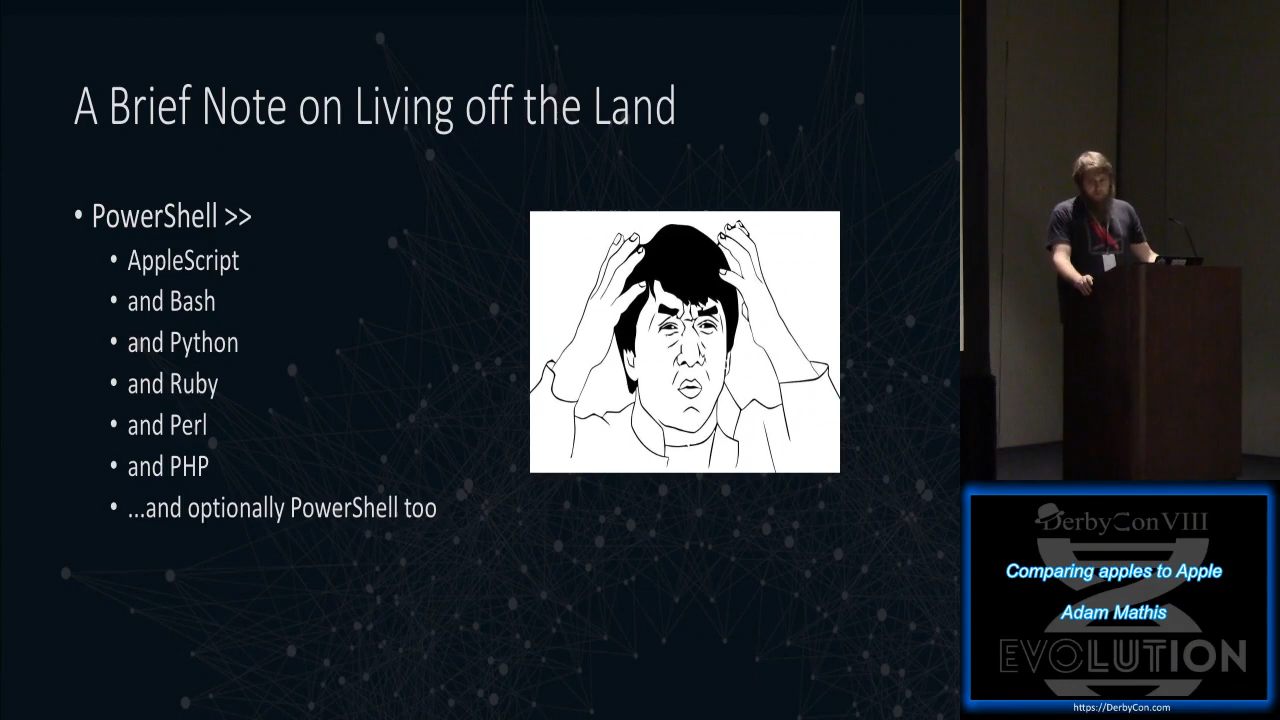 A Brief Note on Living off the Land
• PowerShell >>
• AppleScript
• and Bash
• and Python
• and Ruby
• and Perl
• and PHP
• ...and optionally PowerShell too
DerbyCon VIII
Comparing apples to Apple
Adam Mathis
EVOLUTION
https://DerbyCon.com